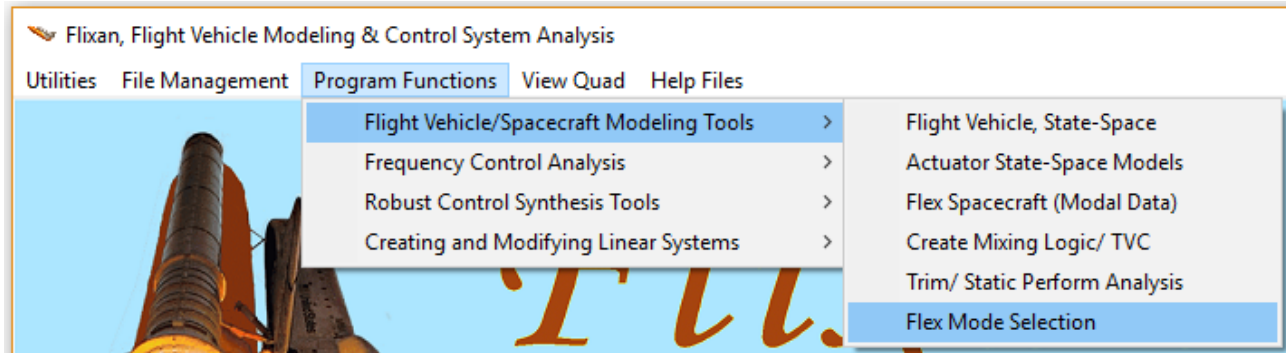 Flixan, Flight Vehicle Modeling & Control System Analysis
Utilities File Management Program Functions View Quad Help Files
Flight Vehicle/Spacecraft Modeling Tools >
Frequency Control Analysis >
Robust Control Synthesis Tools >
Creating and Modifying Linear Systems >
Flight Vehicle, State-Space
Actuator State-Space Models
Flex Spacecraft (Modal Data)
Create Mixing Logic/ TVC
Trim/ Static Perform Analysis
Flex Mode Selection